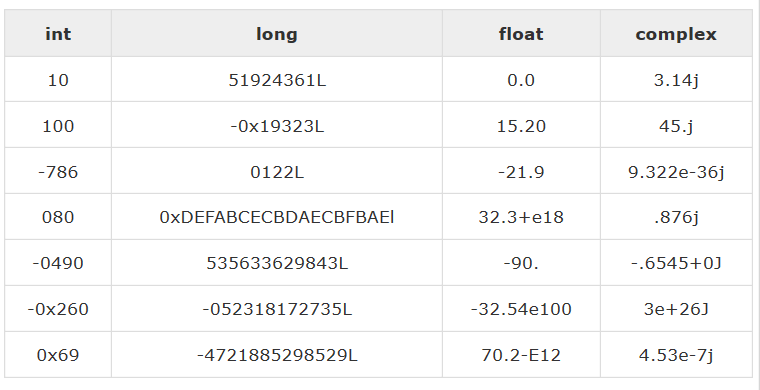 int long float complex
10 51924361L 0.0 3.14j
100 -0x19323L 15.20 45.j
-786 0122L -21.9 9.322e-36j
080 0xDEFABCECBDAECBFBAEl 32.3+e18 .876j
-0490 535633629843L -90. -.6545+0J
-0x260 -052318172735L -32.54e100 3e+26J
0x69 -4721885298529L 70.2-E12 4.53e-7j